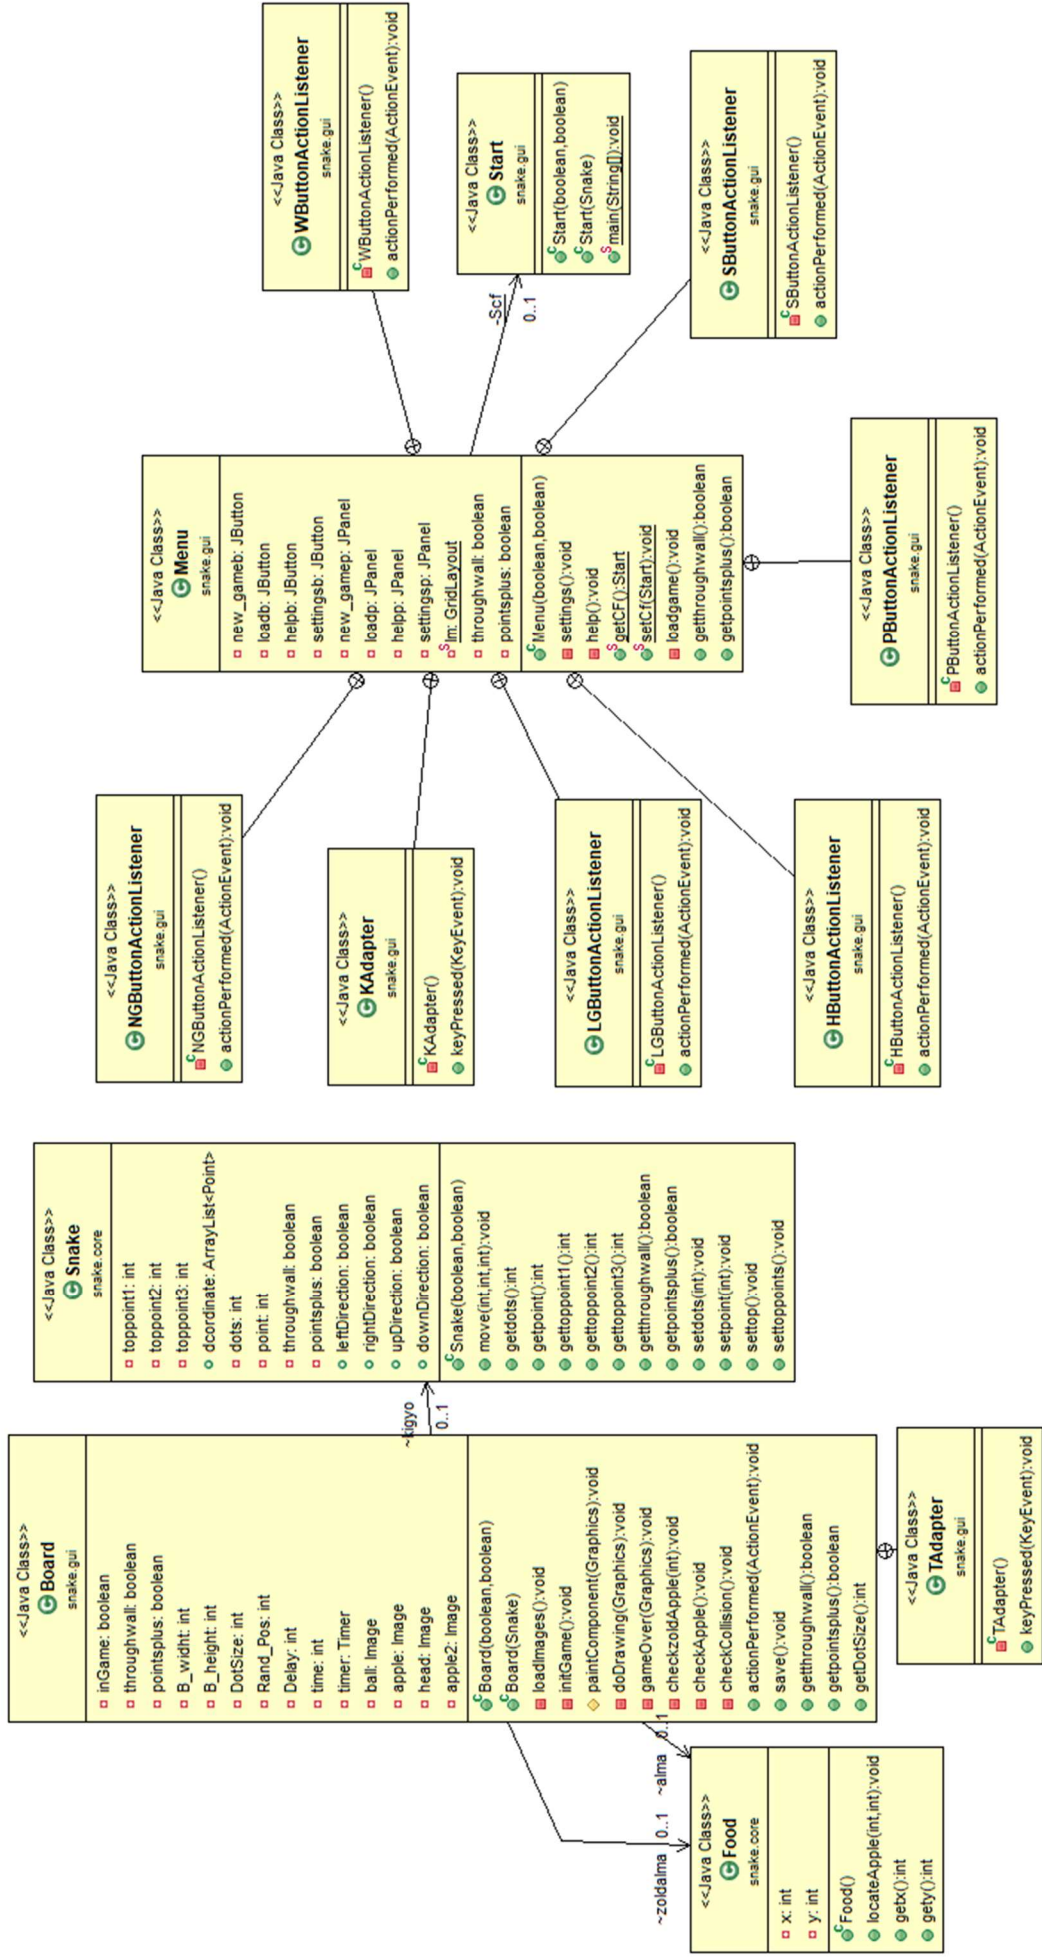 <<Java Class>>
Board
snake.gui
inGame: boolean
throughwall: boolean
pointsplus: boolean
B_widht: int
B_height: int
DotSize: int
Rand_Pos: int
Delay: int
time: int
timer: Timer
ball: Image
apple: Image
head: Image
apple2: Image
Board(boolean,boolean)
Board(Snake)
loadImages():void
initGame():void
paintComponent(Graphics):void
doDrawing(Graphics):void
gameOver(Graphics):void
checkzoldApple(int):void
checkApple():void
checkCollision():void
actionPerformed(ActionEvent):void
save():void
getthroughwall():boolean
getpointsplus():boolean
getDotSize():int
~kigyo
0..1
<<Java Class>>
Snake
snake.core
toppoint1: int
toppoint2: int
toppoint3: int
dcordinate: ArrayList<Point>
dots: int
point: int
throughwall: boolean
pointsplus: boolean
leftDirection: boolean
rightDirection: boolean
upDirection: boolean
downDirection: boolean
Snake(boolean,boolean)
move(int,int,int):void
getdots():int
getpoint():int
gettoppoint1():int
gettoppoint2():int
gettoppoint3():int
getthroughwall():boolean
getpointsplus():boolean
setdots(int):void
setpoint(int):void
settop():void
settoppoints():void
~zoldalma
0..1
~alma
0..1
<<Java Class>>
Food
snake.core
x: int
y: int
Food()
locateApple(int,int):void
getx():int
gety():int
<<Java Class>>
TAdapter
snake.gui
TAdapter()
keyPressed(KeyEvent):void
<<Java Class>>
NGButtonActionListener
snake.gui
NGButtonActionListener()
actionPerformed(ActionEvent):void
<<Java Class>>
KAdapter
snake.gui
KAdapter()
keyPressed(KeyEvent):void
<<Java Class>>
LGButtonActionListener
snake.gui
LGButtonActionListener()
actionPerformed(ActionEvent):void
<<Java Class>>
HButtonActionListener
snake.gui
HButtonActionListener()
actionPerformed(ActionEvent):void
<<Java Class>>
Menu
snake.gui
new_gameb: JButton
loadb: JButton
helpb: JButton
settingsb: JButton
new_gamep: JPanel
loadp: JPanel
helpp: JPanel
settingsp: JPanel
lm: GridLayout
throughwall: boolean
pointsplus: boolean
Menu(boolean,boolean)
settings():void
help():void
getCF():Start
setCf(Start):void
loadgame():void
getthroughwall():boolean
getpointsplus():boolean
<<Java Class>>
PButtonActionListener
snake.gui
PButtonActionListener()
actionPerformed(ActionEvent):void
<<Java Class>>
WButtonActionListener
snake.gui
WButtonActionListener()
actionPerformed(ActionEvent):void
-Scf
0..1
<<Java Class>>
Start
snake.gui
Start(boolean,boolean)
Start(Snake)
main(String[]):void
<<Java Class>>
SButtonActionListener
snake.gui
SButtonActionListener()
actionPerformed(ActionEvent):void